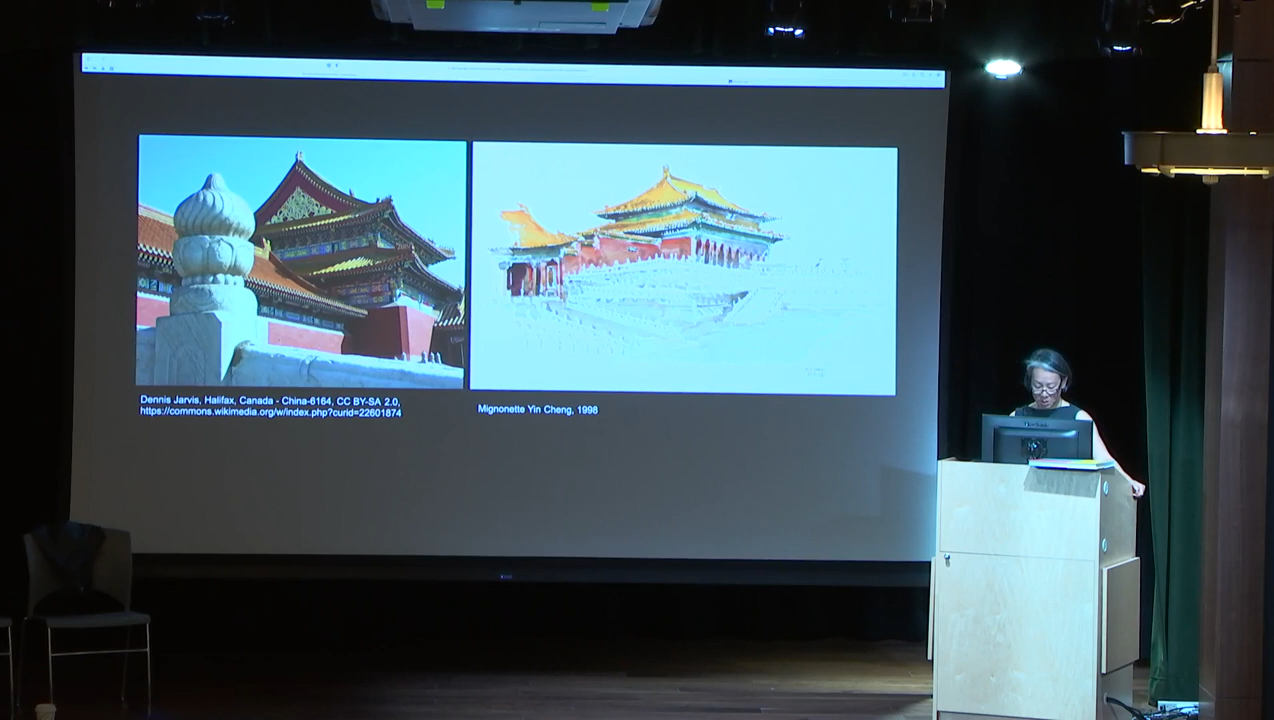 Dennis Jarvis, Halifax, Canada - China-6164, CC BY-SA 2.0,
https://commons.wikimedia.org/w/index.php?curid=22601874
Mignonette Yin Cheng, 1998